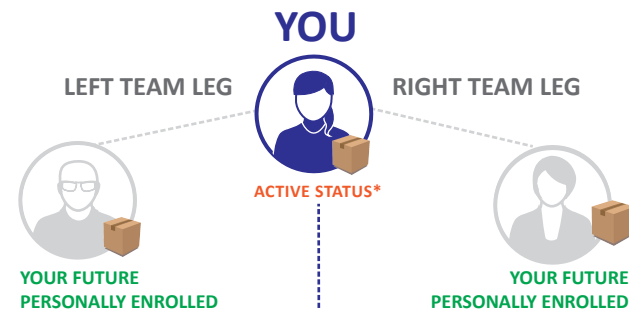 YOU
LEFT TEAM LEG
RIGHT TEAM LEG
ACTIVE STATUS*
YOUR FUTURE
PERSONALLY ENROLLED
YOUR FUTURE
PERSONALLY ENROLLED